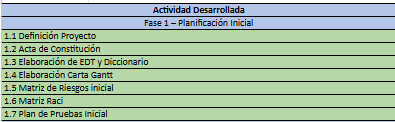 Actividad Desarrollada
Fase 1 – Planificación Inicial
1.1 Definición Proyecto
1.2 Acta de Constitución
1.3 Elaboración de EDT y Diccionario
1.4 Elaboración Carta Gantt
1.5 Matriz de Riesgos inicial
1.6 Matriz Raci
1.7 Plan de Pruebas Inicial